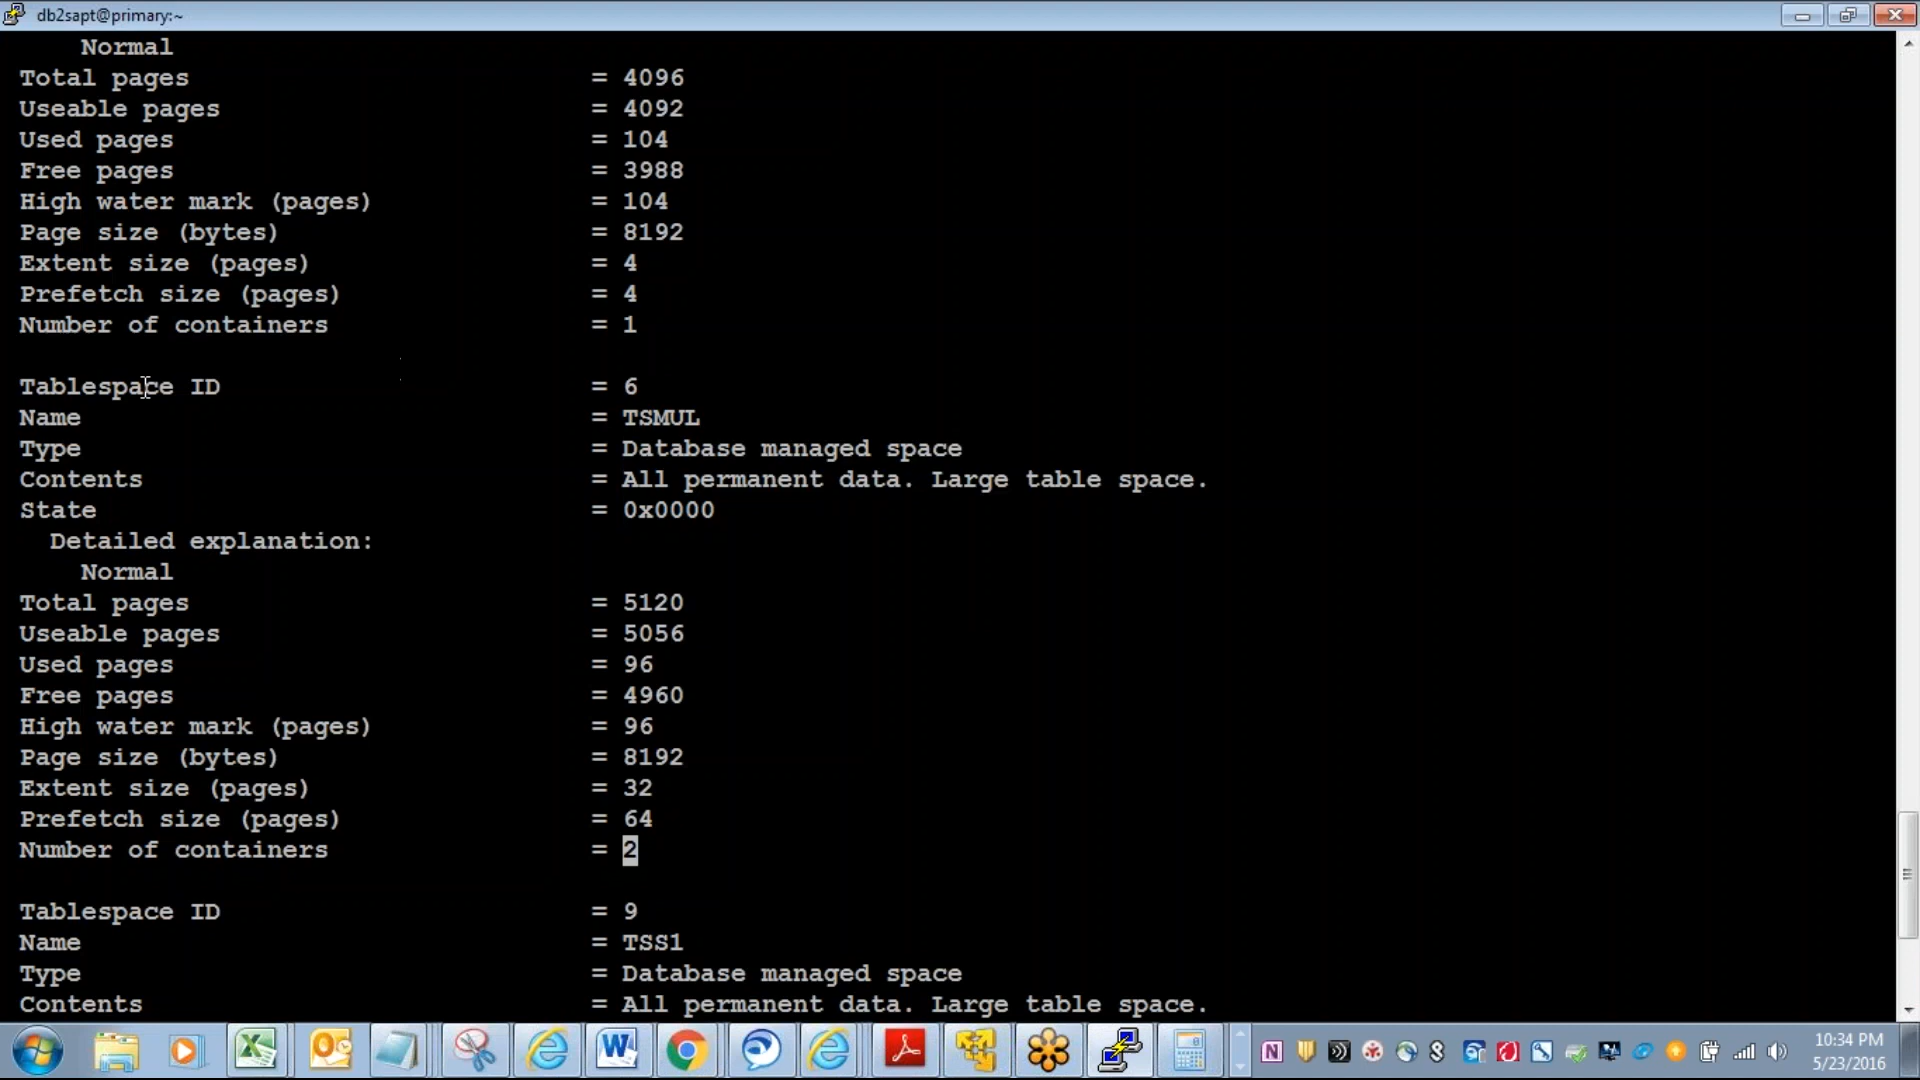 db2sapt@primary:~
Normal
Total pages = 4096
Useable pages = 4092
Used pages = 104
Free pages = 3988
High water mark (pages) = 104
Page size (bytes) = 8192
Extent size (pages) = 4
Prefetch size (pages) = 4
Number of containers = 1
Tablespace ID = 6
Name = TSMUL
Type = Database managed space
Contents = All permanent data. Large table space.
State = 0x0000
Detailed explanation:
Normal
Total pages = 5120
Useable pages = 5056
Used pages = 96
Free pages = 4960
High water mark (pages) = 96
Page size (bytes) = 8192
Extent size (pages) = 32
Prefetch size (pages) = 64
Number of containers = 2
Tablespace ID = 9
Name = TSS1
Type = Database managed space
Contents = All permanent data. Large table space.
10:34 PM
5/23/2016